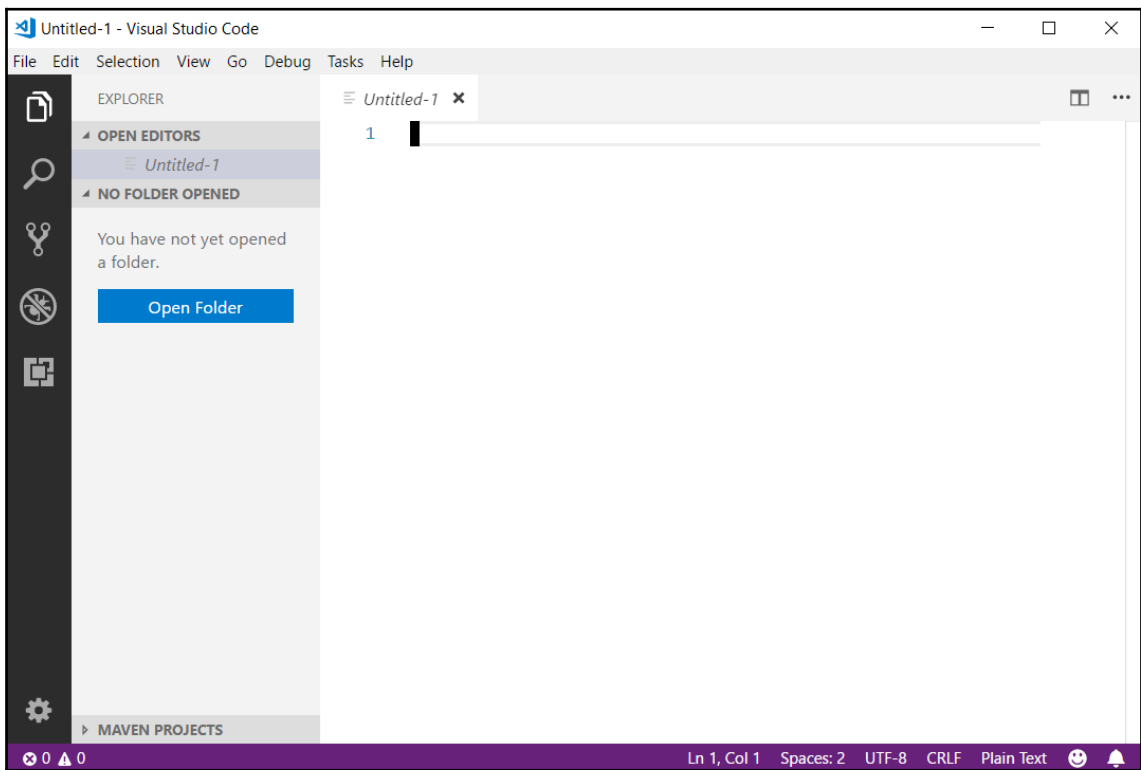 Untitled-1 - Visual Studio Code
File Edit Selection View Go Debug Tasks Help
EXPLORER
OPEN EDITORS
Untitled-1
NO FOLDER OPENED
You have not yet opened
a folder.
Open Folder
MAVEN PROJECTS
Untitled-1
1
0 0
Ln 1, Col 1 Spaces: 2 UTF-8 CRLF Plain Text